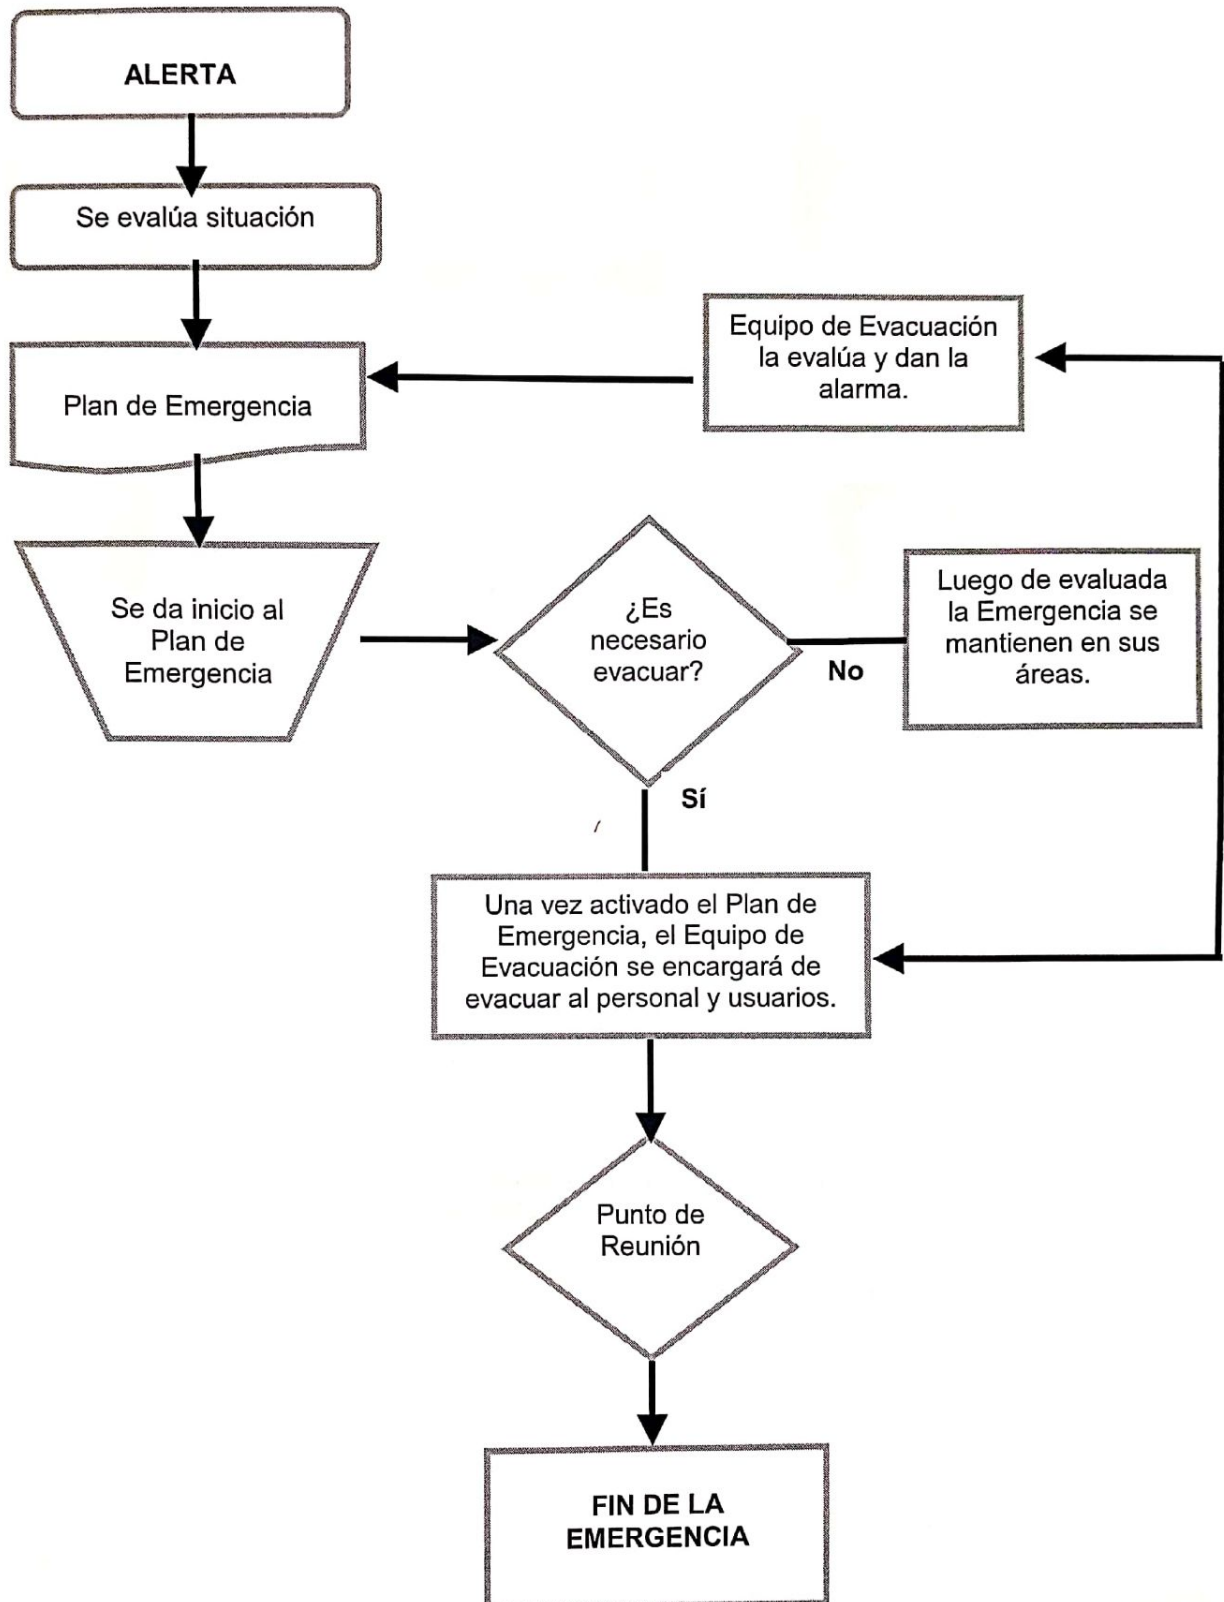 ALERTA
Se evalúa situación
Equipo de Evacuación
la evalúa y dan la
alarma.
Plan de Emergencia
Se da inicio al
Plan de
Emergencia
¿Es
necesario
evacuar?
No
Luego de evaluada
la Emergencia se
mantienen en sus
áreas.
Sí
Una vez activado el Plan de
Emergencia, el Equipo de
Evacuación se encargará de
evacuar al personal y usuarios.
Punto de
Reunión
FIN DE LA
EMERGENCIA